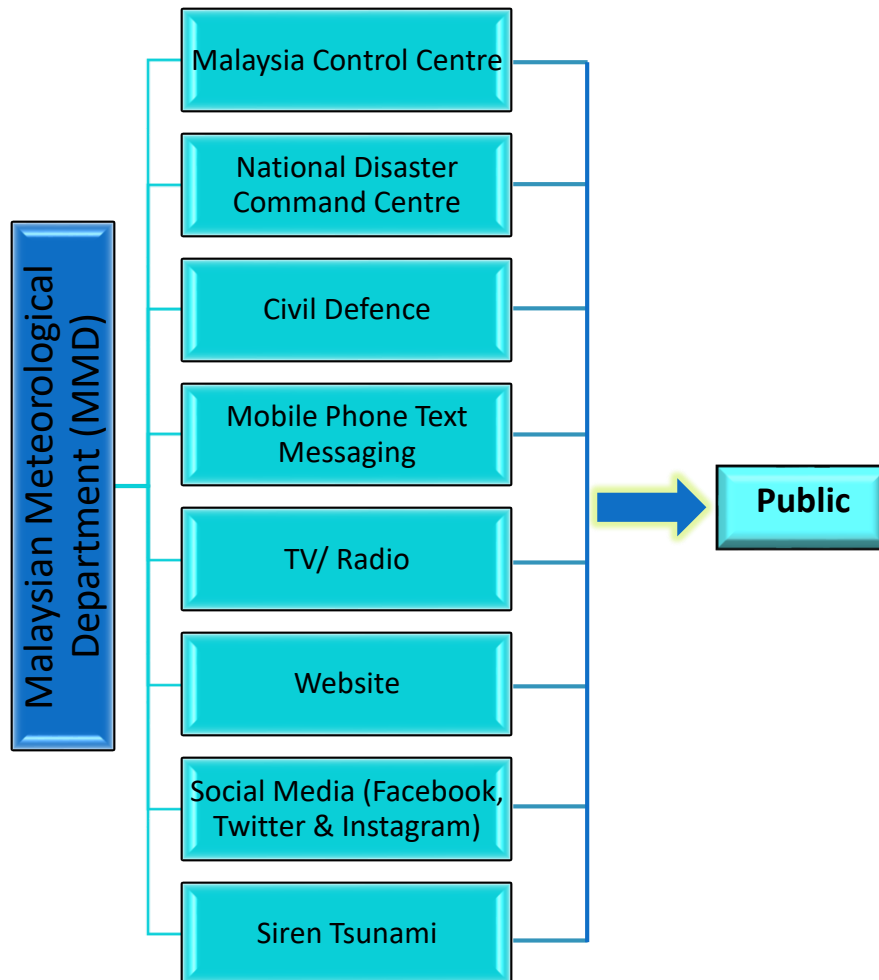 Malaysian Meteorological
Department (MMD)
Malaysia Control Centre
National Disaster
Command Centre
Civil Defence
Mobile Phone Text
Messaging
TV/ Radio
Website
Social Media (Facebook,
Twitter & Instagram)
Siren Tsunami
Public